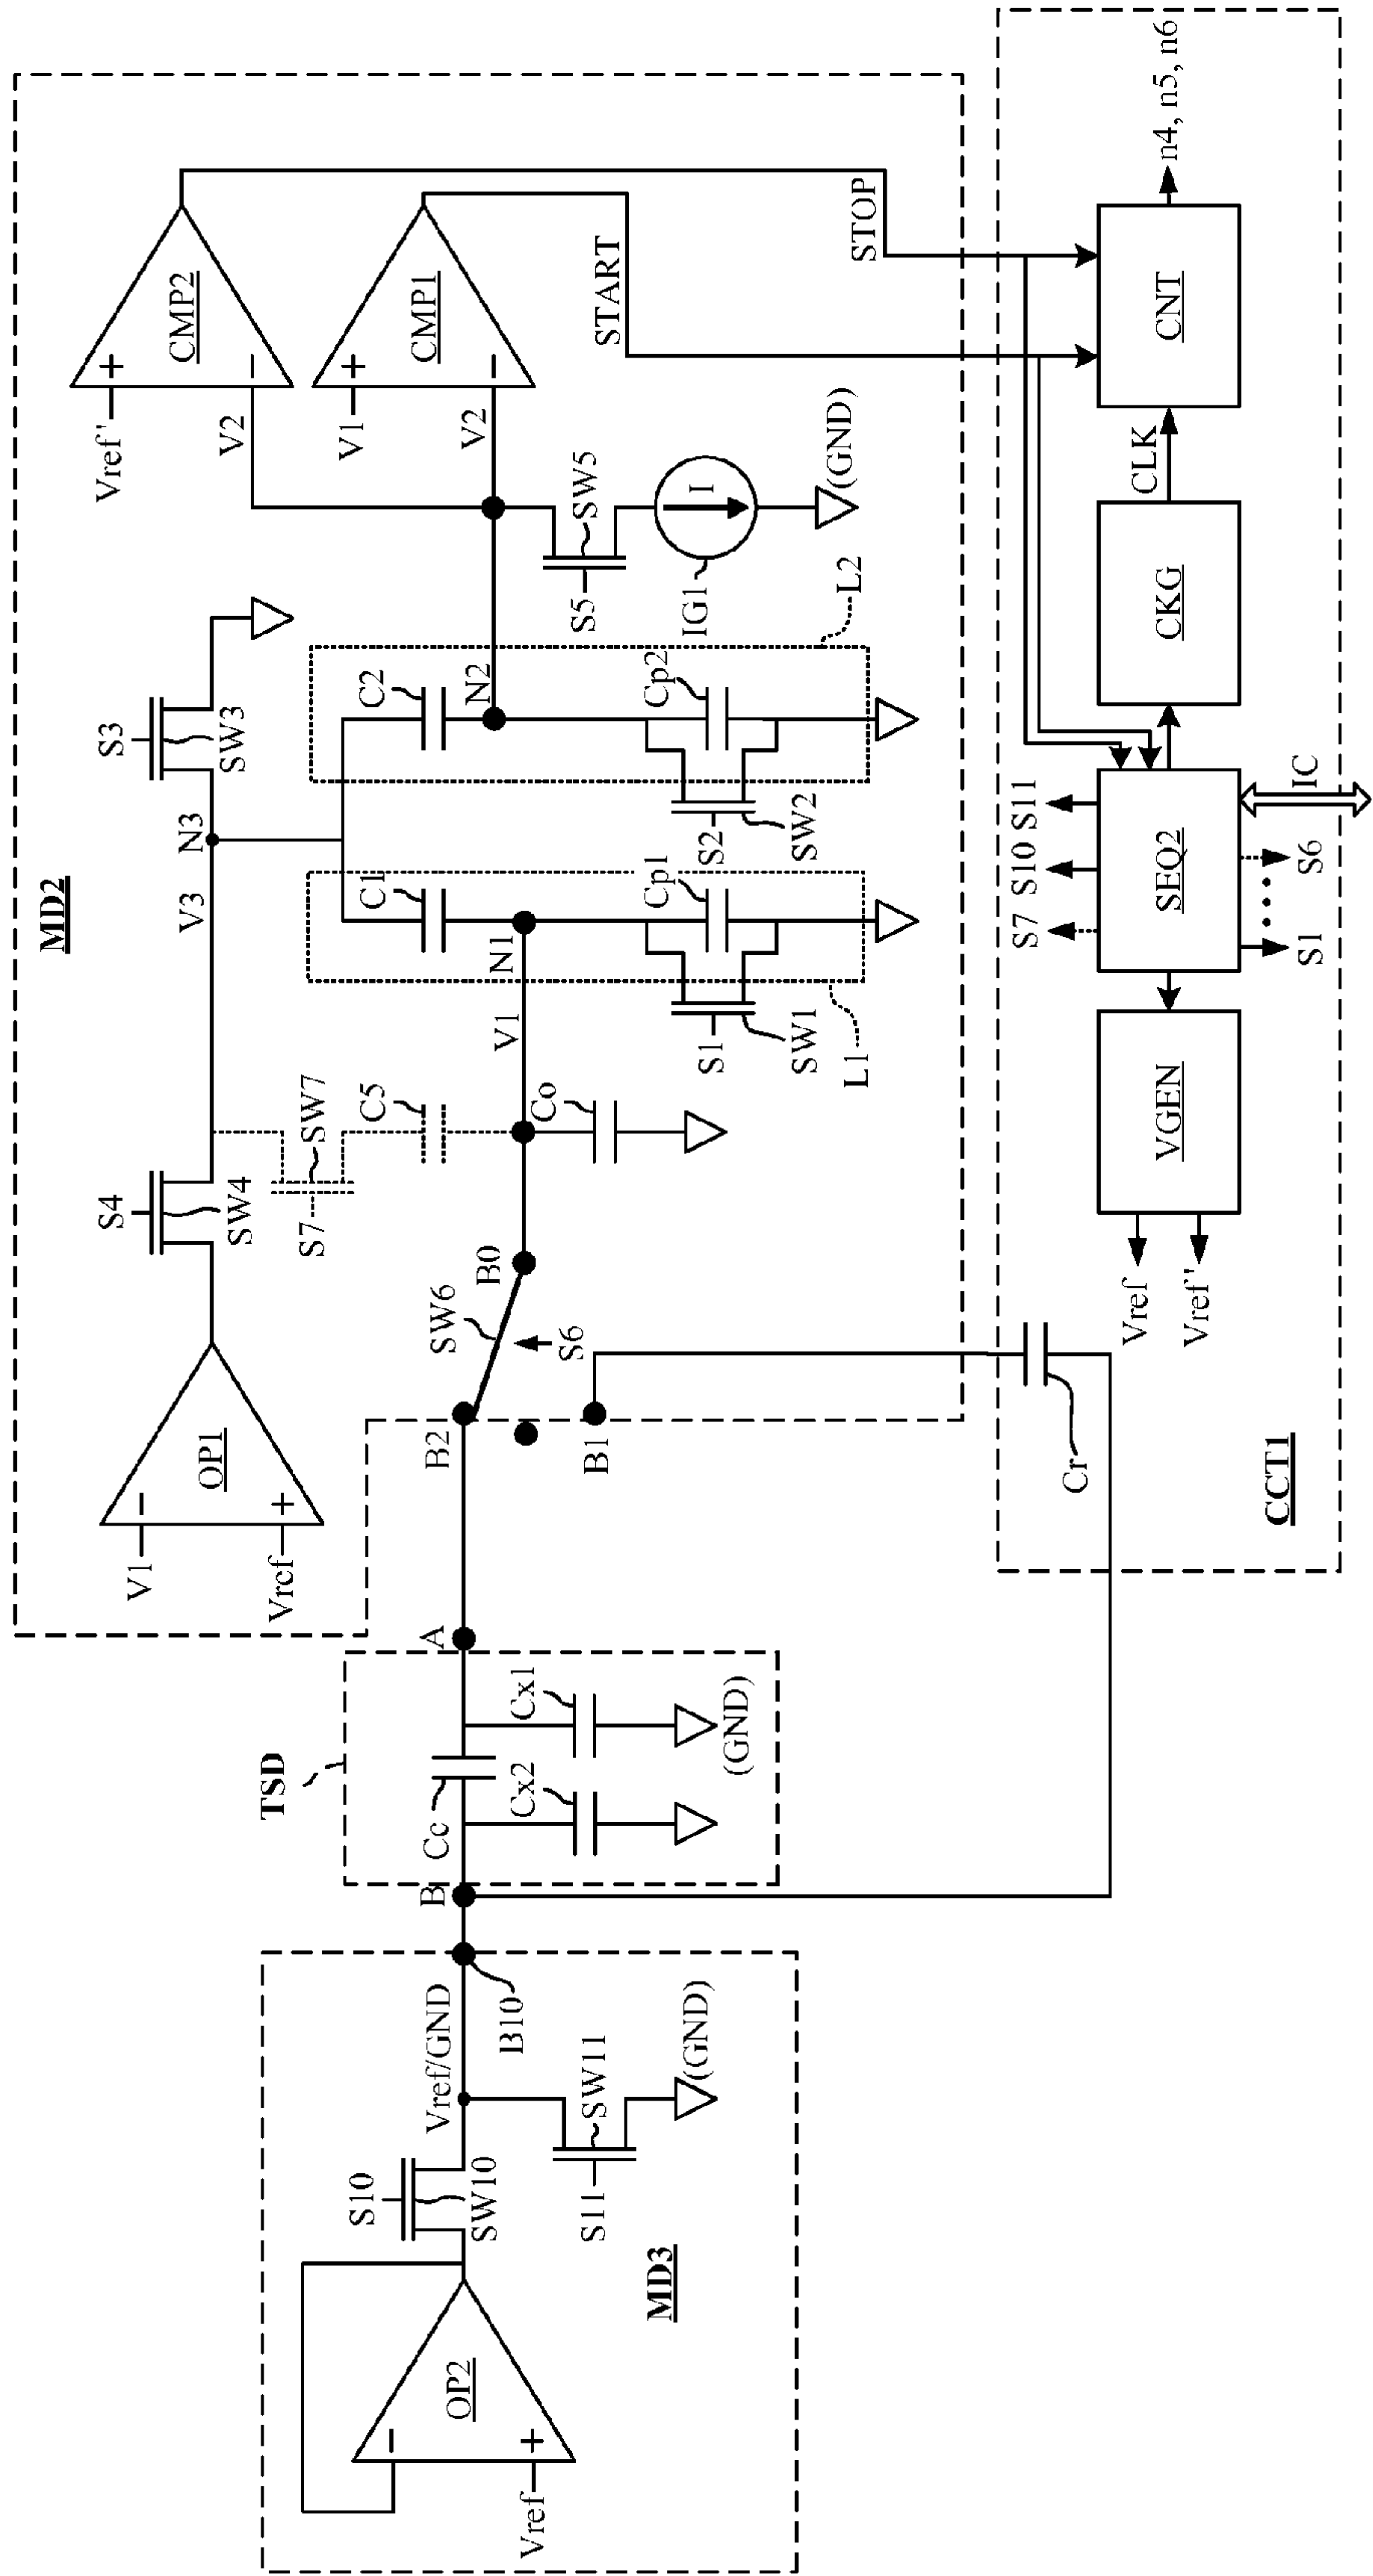 MD2
S3
SW3
S4
SW4
N3
V3
OP1
V1
Vref
CMP2
Vref'
V2
CMP1
V1
V2
START
STOP
S7
SW7
C5
C1
C2
N1
N2
V1
Cp1
Cp2
S1
SW1
S2
SW2
L1
L2
S5
SW5
I
IG1
(GND)
Co
B0
SW6
S6
B2
B1
A
TSD
Cc
Cx1
Cx2
(GND)
B
B10
MD3
OP2
Vref
S10
SW10
Vref/GND
S11
SW11
(GND)
Cr
CCT1
VGEN
Vref
Vref'
SEQ2
S7
S10
S11
S1
S6
IC
CKG
CLK
CNT
n4, n5, n6